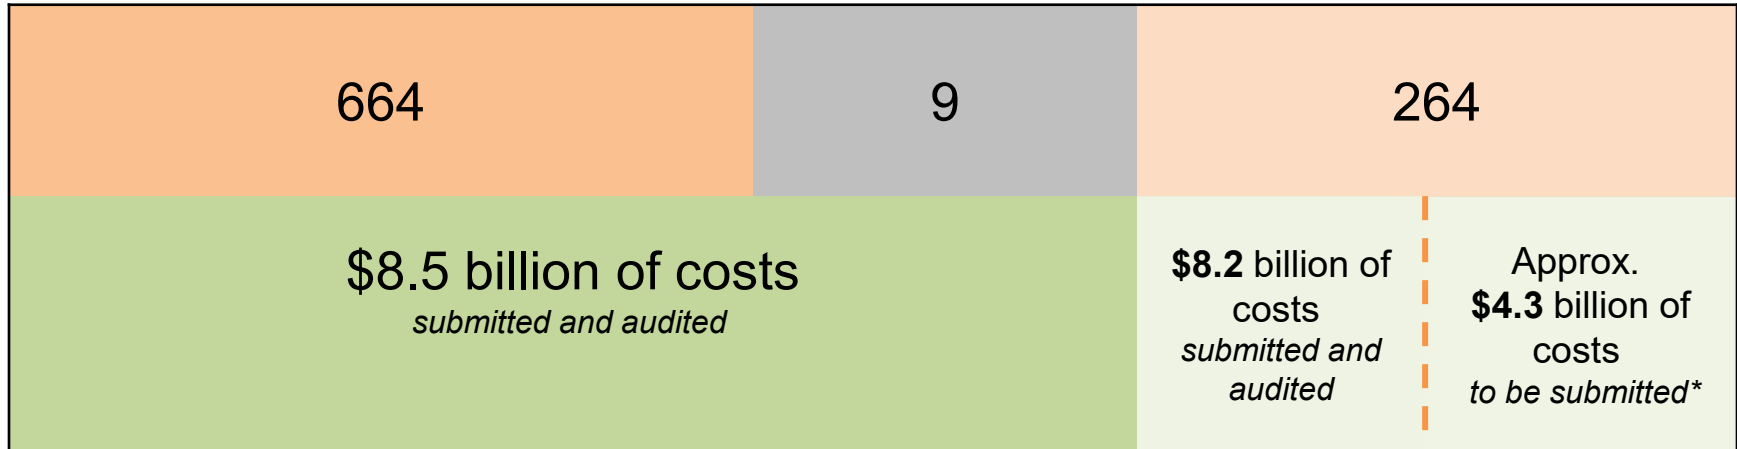 664
9
264
$8.5 billion of costs
submitted and audited
$8.2 billion of
costs
submitted and
audited
Approx.
$4.3 billion of
costs
to be submitted*